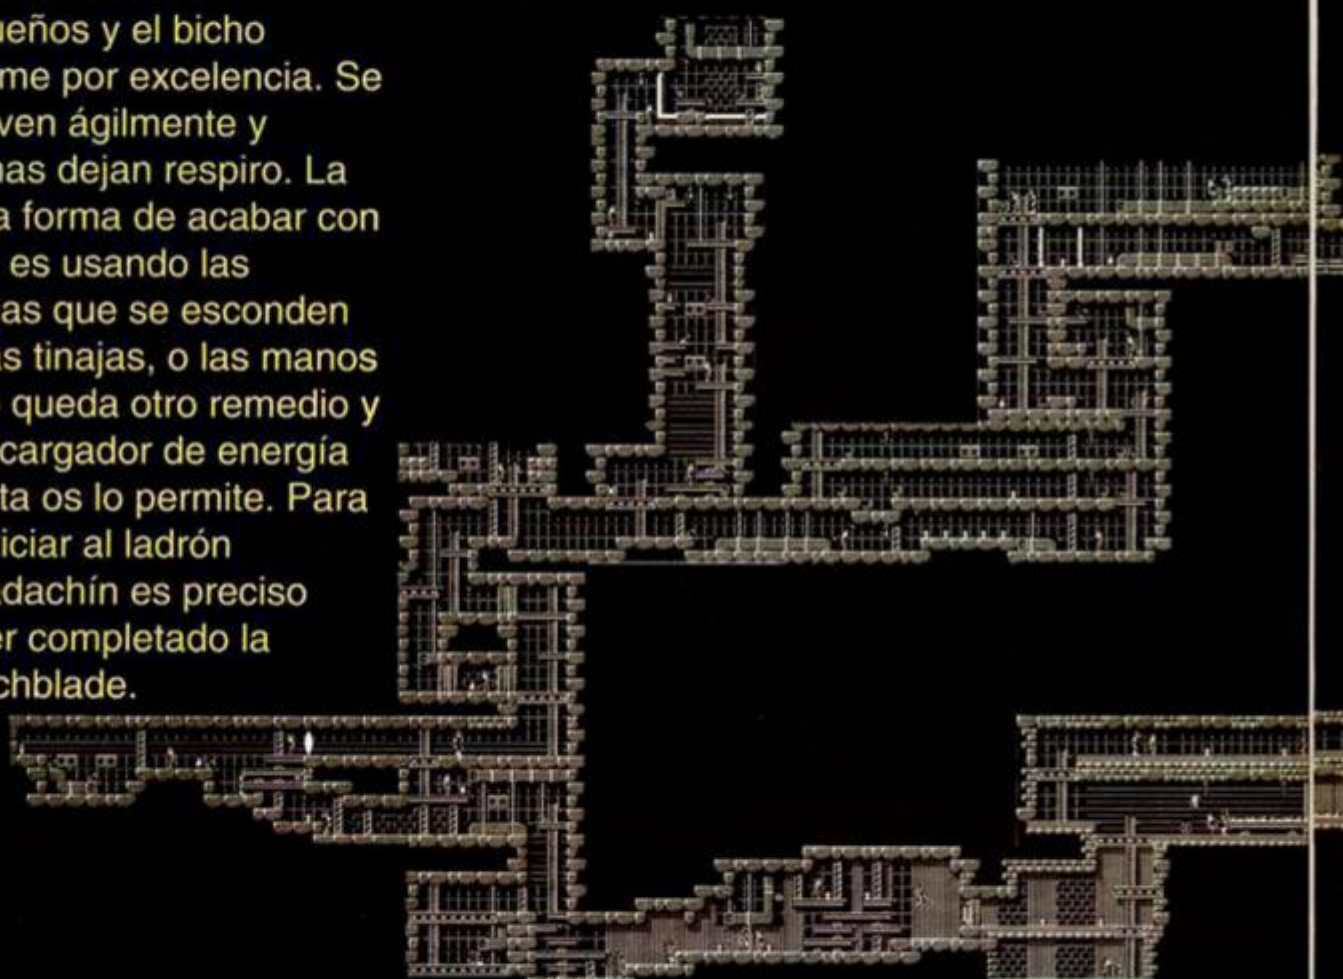 ueños y el bicho
me por excelencia. Se
ven ágilmente y
nas dejan respiro. La
a forma de acabar con
es usando las
as que se esconden
s tinajas, o las manos
queda otro remedio y
cargador de energía
ta os lo permite. Para
iciar al ladrón
dachín es preciso
er completado la
chblade.